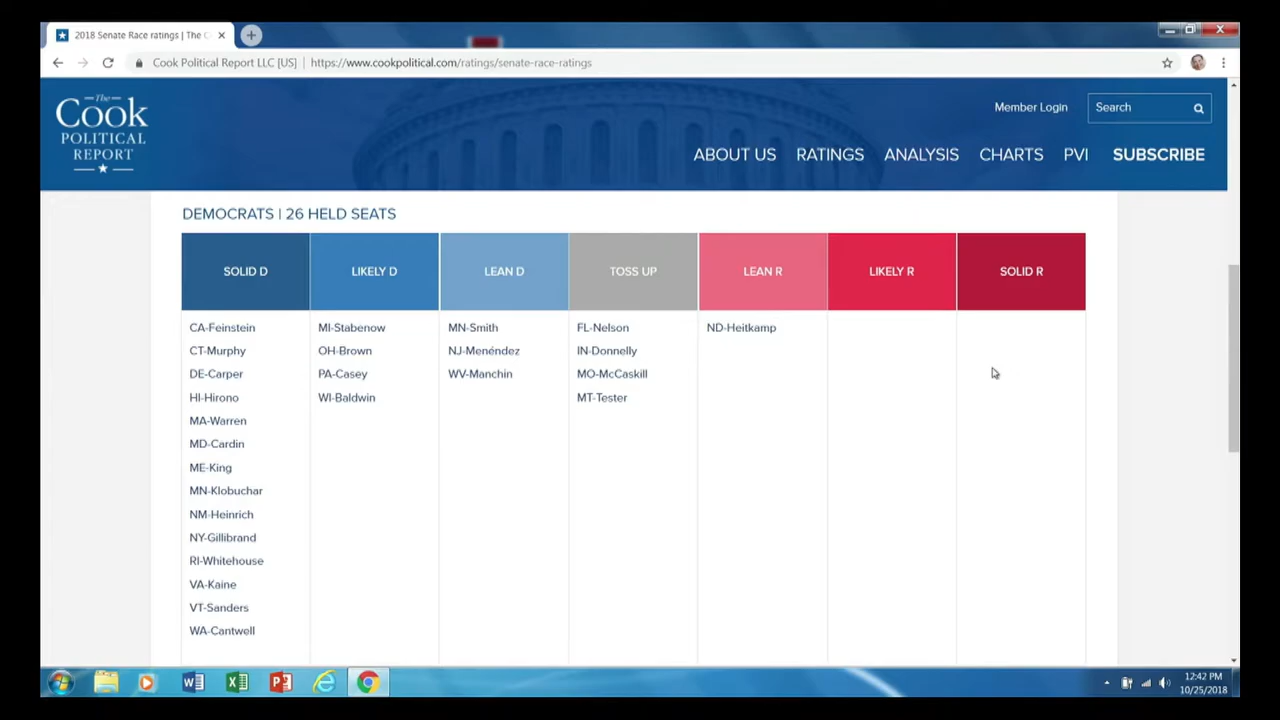 2018 Senate Race ratings | The C
Cook Political Report LLC [US] | https://www.cookpolitical.com/ratings/senate-race-ratings
The
Cook
POLITICAL
REPORT
Member Login
Search
ABOUT US RATINGS ANALYSIS CHARTS PVI SUBSCRIBE
DEMOCRATS | 26 HELD SEATS
SOLID D LIKELY D LEAN D TOSS UP LEAN R LIKELY R SOLID R
CA-Feinstein MI-Stabenow MN-Smith FL-Nelson ND-Heitkamp
CT-Murphy OH-Brown NJ-Menéndez IN-Donnelly
DE-Carper PA-Casey WV-Manchin MO-McCaskill
HI-Hirono WI-Baldwin MT-Tester
MA-Warren
MD-Cardin
ME-King
MN-Klobuchar
NM-Heinrich
NY-Gillibrand
RI-Whitehouse
VA-Kaine
VT-Sanders
WA-Cantwell
12:42 PM
10/25/2018